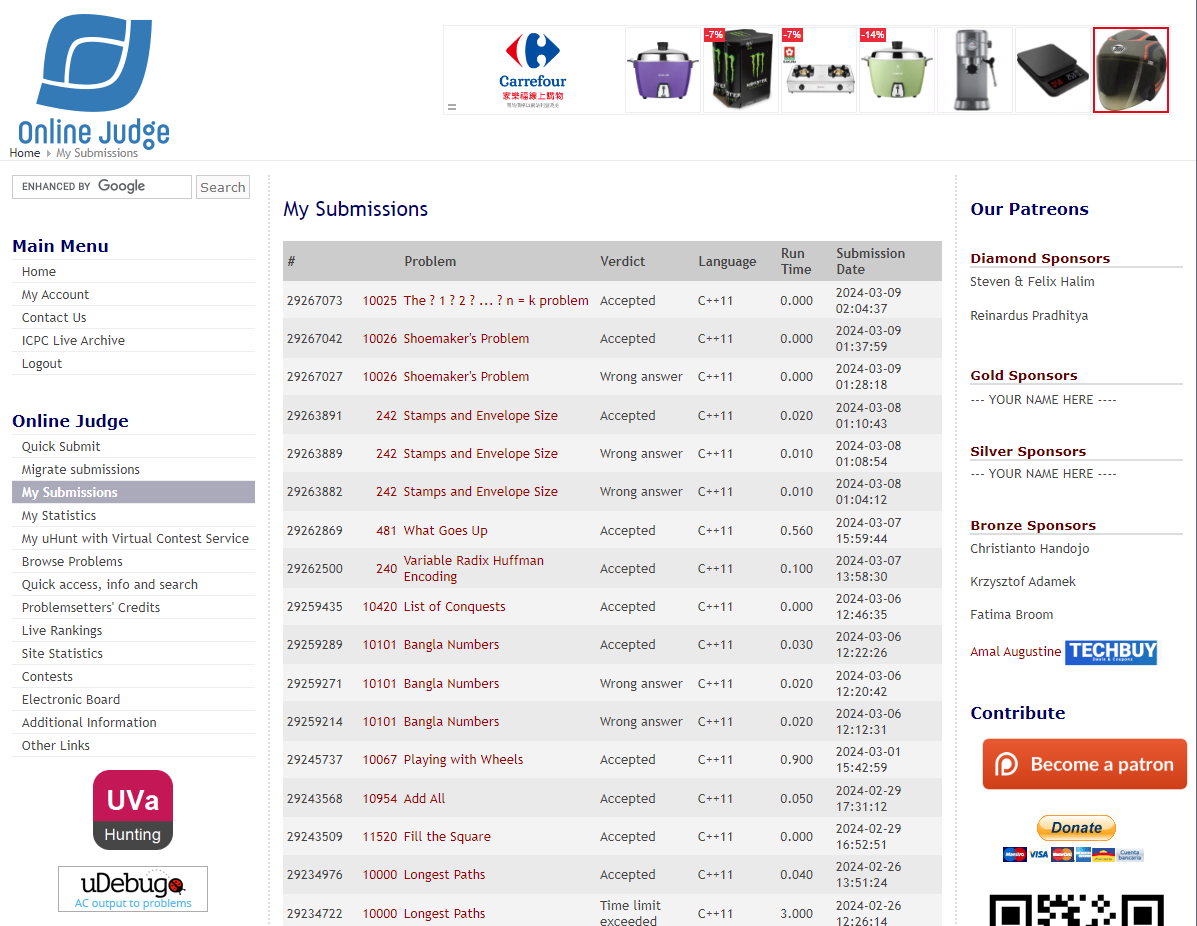 Online Judge
Carrefour
家樂福線上購物
-7%
-7%
-14%
Home My Submissions
ENHANCED BY Google Search
Main Menu
Home
My Account
Contact Us
ICPC Live Archive
Logout
Online Judge
Quick Submit
Migrate submissions
My Submissions
My Statistics
My uHunt with Virtual Contest Service
Browse Problems
Quick access, info and search
Problemsetters' Credits
Live Rankings
Site Statistics
Contests
Electronic Board
Additional Information
Other Links
UVa
Hunting
uDebug
AC output to problems
My Submissions
# Problem Verdict Language Run Time Submission Date
29267073 10025 The ? 1 ? 2 ? ... ? n = k problem Accepted C++11 0.000 2024-03-09 02:04:37
29267042 10026 Shoemaker's Problem Accepted C++11 0.000 2024-03-09 01:37:59
29267027 10026 Shoemaker's Problem Wrong answer C++11 0.000 2024-03-09 01:28:18
29263891 242 Stamps and Envelope Size Accepted C++11 0.020 2024-03-08 01:10:43
29263889 242 Stamps and Envelope Size Wrong answer C++11 0.010 2024-03-08 01:08:54
29263882 242 Stamps and Envelope Size Wrong answer C++11 0.010 2024-03-08 01:04:12
29262869 481 What Goes Up Accepted C++11 0.560 2024-03-07 15:59:44
29262500 240 Variable Radix Huffman Encoding Accepted C++11 0.100 2024-03-07 13:58:30
29259435 10420 List of Conquests Accepted C++11 0.000 2024-03-06 12:46:35
29259289 10101 Bangla Numbers Accepted C++11 0.030 2024-03-06 12:22:26
29259271 10101 Bangla Numbers Wrong answer C++11 0.020 2024-03-06 12:20:42
29259214 10101 Bangla Numbers Wrong answer C++11 0.020 2024-03-06 12:12:31
29245737 10067 Playing with Wheels Accepted C++11 0.900 2024-03-01 15:42:59
29243568 10954 Add All Accepted C++11 0.050 2024-02-29 17:31:12
29243509 11520 Fill the Square Accepted C++11 0.000 2024-02-29 16:52:51
29234976 10000 Longest Paths Accepted C++11 0.040 2024-02-26 13:51:24
29234722 10000 Longest Paths Time limit exceeded C++11 3.000 2024-02-26 12:26:14
Our Patreons
Diamond Sponsors
Steven & Felix Halim
Reinardus Pradhitya
Gold Sponsors
--- YOUR NAME HERE ----
Silver Sponsors
--- YOUR NAME HERE ----
Bronze Sponsors
Christianto Handojo
Krzysztof Adamek
Fatima Broom
Amal Augustine TECHBUY
Deals & Coupons
Contribute
Become a patron
Donate
Maestro VISA
Cuenta bancaria